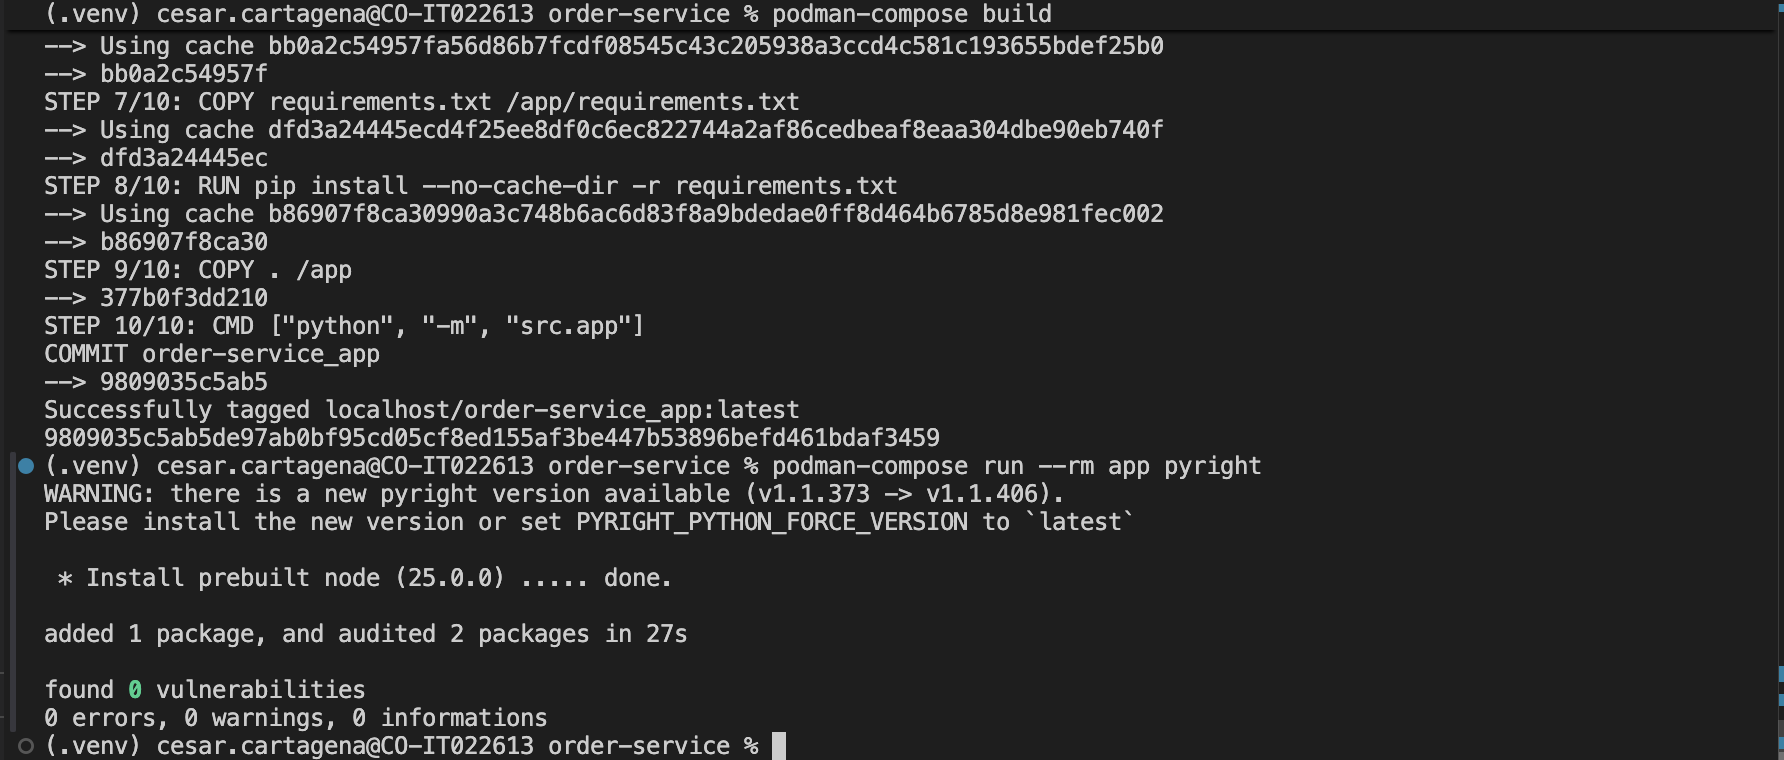 (.venv) cesar.cartagena@CO-IT022613 order-service % podman-compose build
--> Using cache bb0a2c54957fa56d86b7fcdf08545c43c205938a3ccd4c581c193655bdef25b0
--> bb0a2c54957f
STEP 7/10: COPY requirements.txt /app/requirements.txt
--> Using cache dfd3a24445ecd4f25ee8df0c6ec822744a2af86cedbeaf8eaa304dbe90eb740f
--> dfd3a24445ec
STEP 8/10: RUN pip install --no-cache-dir -r requirements.txt
--> Using cache b86907f8ca30990a3c748b6ac6d83f8a9bdedae0ff8d464b6785d8e981fec002
--> b86907f8ca30
STEP 9/10: COPY . /app
--> 377b0f3dd210
STEP 10/10: CMD ["python", "-m", "src.app"]
COMMIT order-service_app
--> 9809035c5ab5
Successfully tagged localhost/order-service_app:latest
9809035c5ab5de97ab0bf95cd05cf8ed155af3be447b53896befd461bdaf3459
(.venv) cesar.cartagena@CO-IT022613 order-service % podman-compose run --rm app pyright
WARNING: there is a new pyright version available (v1.1.373 -> v1.1.406).
Please install the new version or set PYRIGHT_PYTHON_FORCE_VERSION to `latest`
* Install prebuilt node (25.0.0) ..... done.
added 1 package, and audited 2 packages in 27s
found 0 vulnerabilities
0 errors, 0 warnings, 0 informations
(.venv) cesar.cartagena@CO-IT022613 order-service %